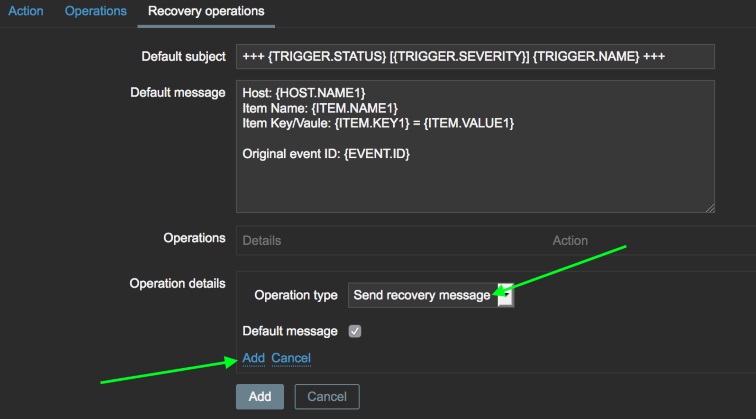 Action Operations Recovery operations
Default subject +++ {TRIGGER.STATUS} [{TRIGGER.SEVERITY}] {TRIGGER.NAME} +++
Default message Host: {HOST.NAME1}
Item Name: {ITEM.NAME1}
Item Key/Vaule: {ITEM.KEY1} = {ITEM.VALUE1}
Original event ID: {EVENT.ID}
Operations Details Action
Operation details
Operation type Send recovery message
Default message
Add Cancel
Add Cancel